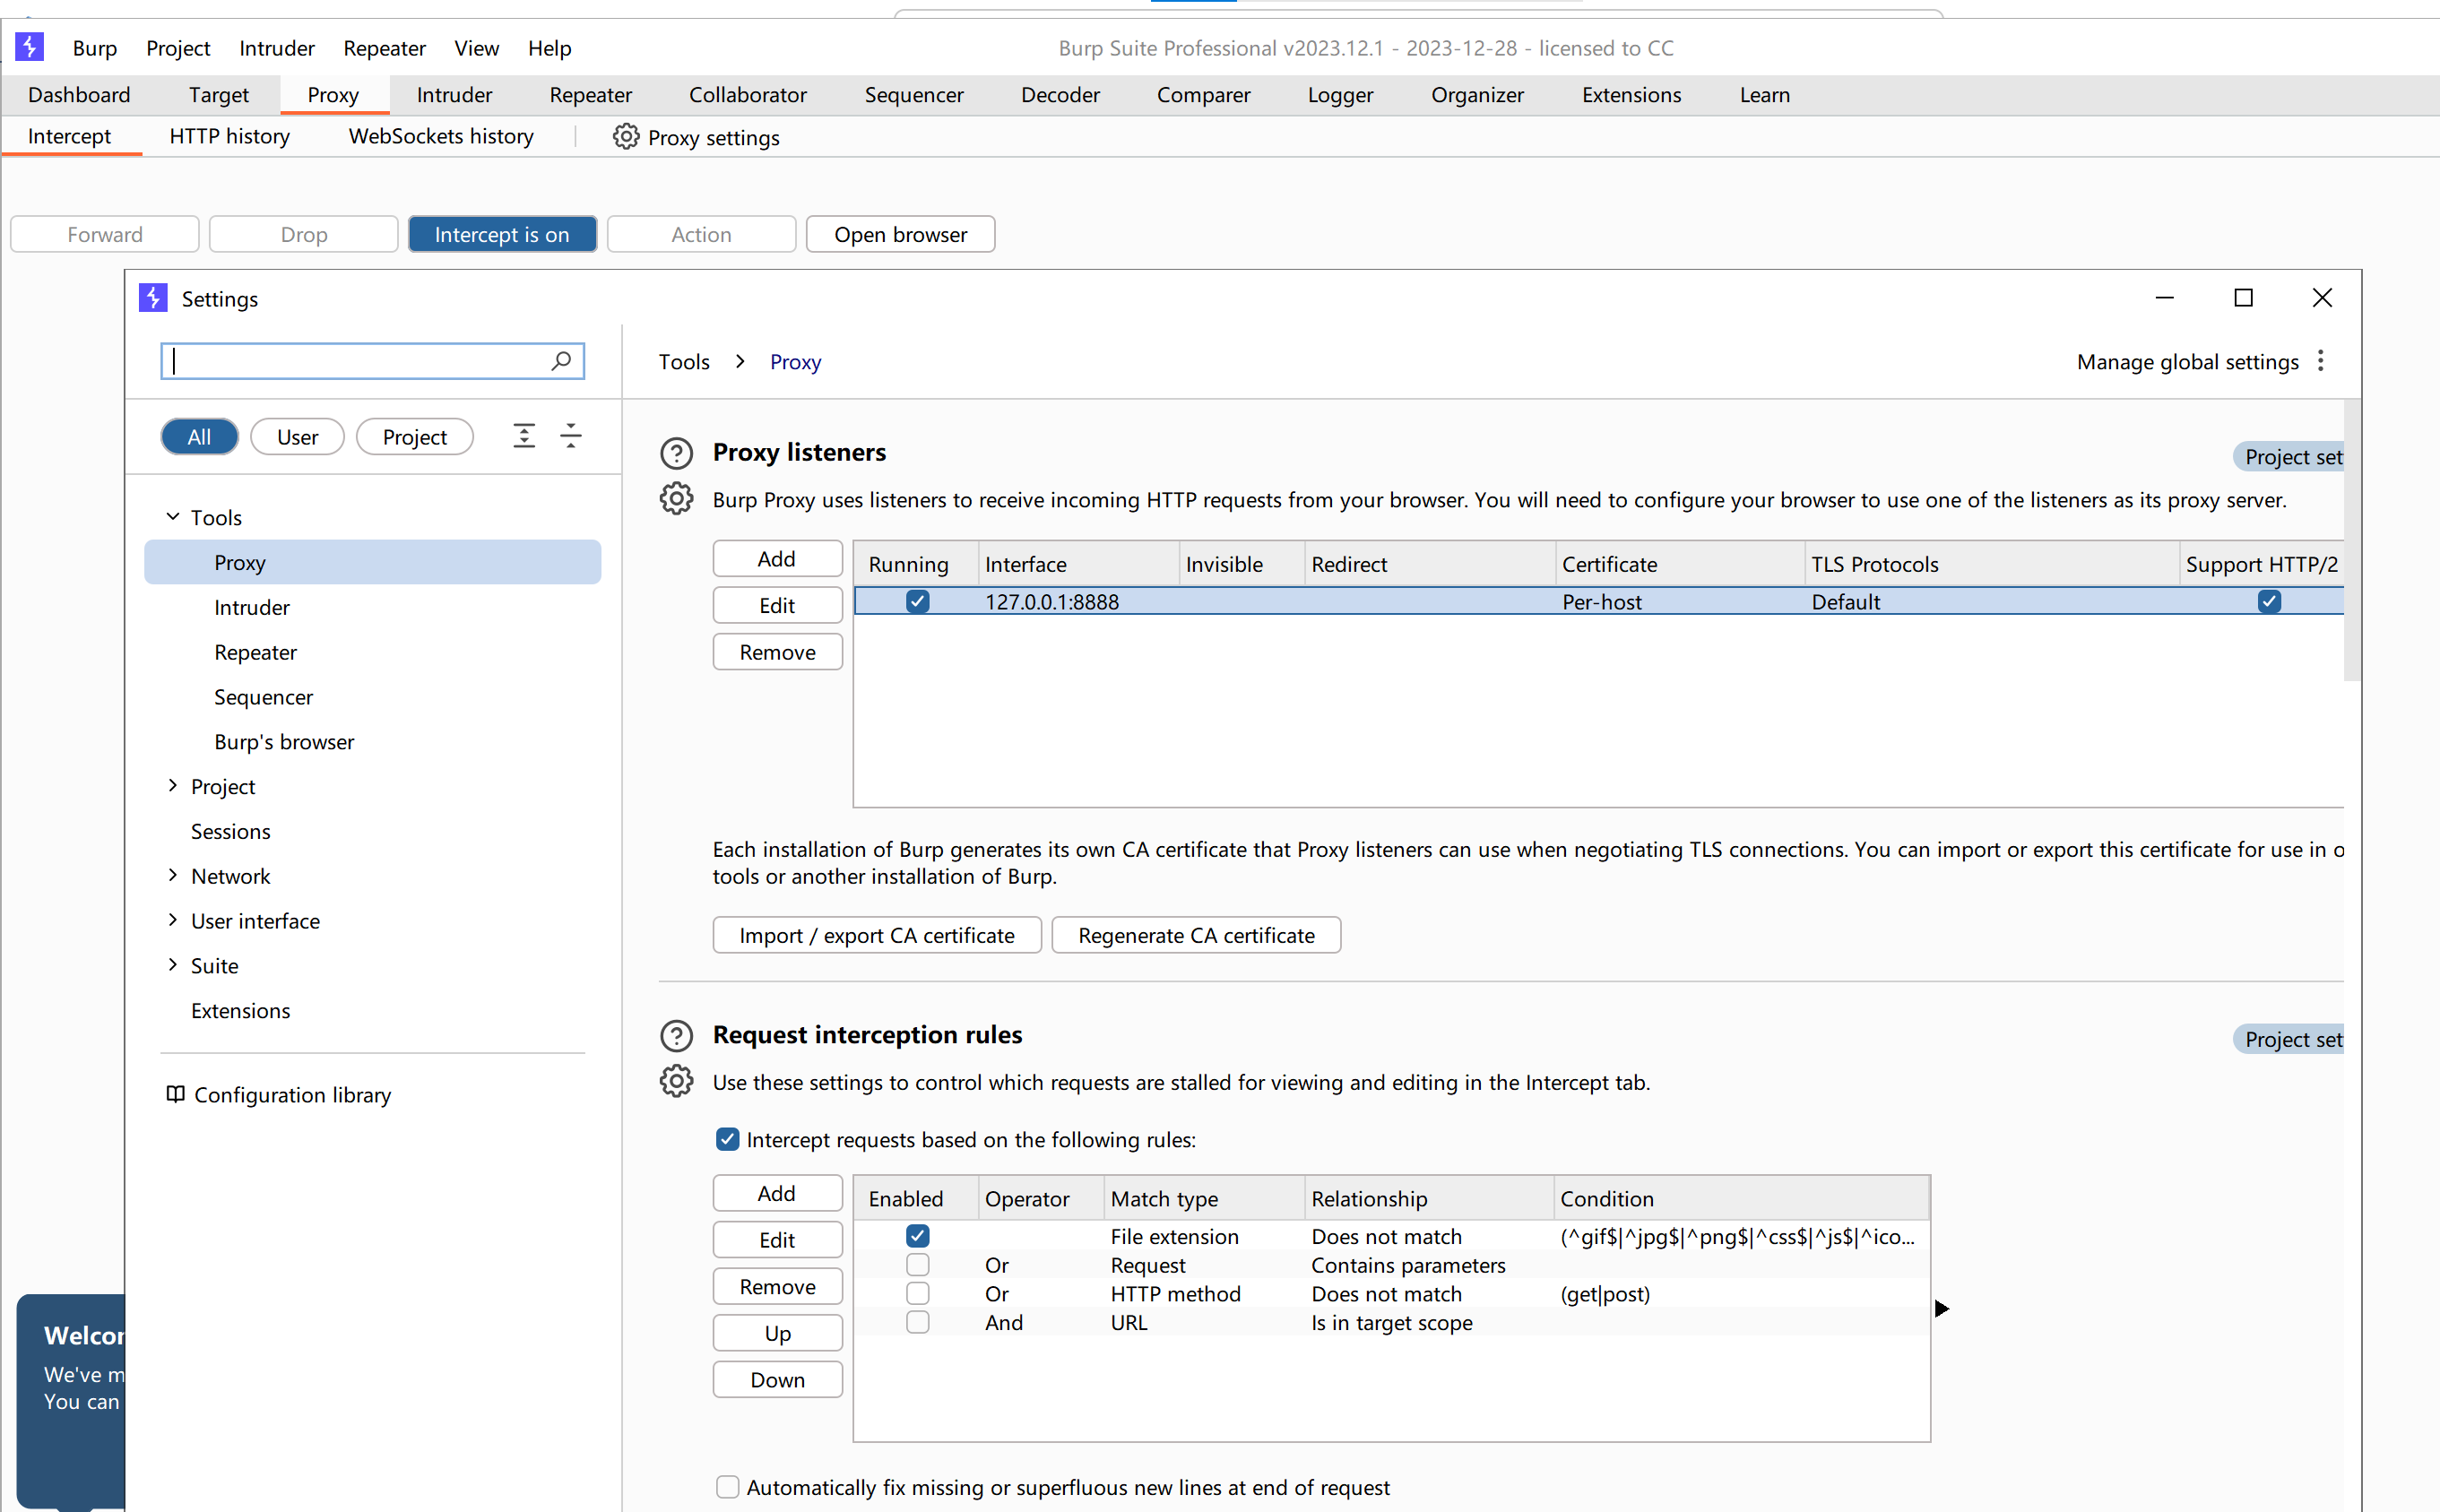 Burp Project Intruder Repeater View Help Burp Suite Professional v2023.12.1 - 2023-12-28 - licensed to CC
Dashboard Target Proxy Intruder Repeater Collaborator Sequencer Decoder Comparer Logger Organizer Extensions Learn
Intercept HTTP history WebSockets history Proxy settings
Forward Drop Intercept is on Action Open browser
Settings
Tools > Proxy Manage global settings
All User Project
Tools
Proxy
Intruder
Repeater
Sequencer
Burp's browser
Project
Sessions
Network
User interface
Suite
Extensions
Configuration library
Proxy listeners Project set
Burp Proxy uses listeners to receive incoming HTTP requests from your browser. You will need to configure your browser to use one of the listeners as its proxy server.
Add
Edit
Remove
Running Interface Invisible Redirect Certificate TLS Protocols Support HTTP/2
127.0.0.1:8888 Per-host Default
Each installation of Burp generates its own CA certificate that Proxy listeners can use when negotiating TLS connections. You can import or export this certificate for use in o
tools or another installation of Burp.
Import / export CA certificate Regenerate CA certificate
Request interception rules Project set
Use these settings to control which requests are stalled for viewing and editing in the Intercept tab.
Intercept requests based on the following rules:
Add
Edit
Remove
Up
Down
Enabled Operator Match type Relationship Condition
File extension Does not match (^gif$|^jpg$|^png$|^css$|^js$|^ico...
Or Request Contains parameters
Or HTTP method Does not match (get|post)
And URL Is in target scope
Automatically fix missing or superfluous new lines at end of request
Welcor
We've m
You can